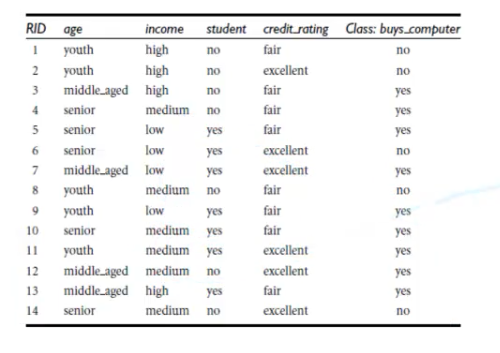 RID age income student credit_rating Class: buys_computer
1 youth high no fair no
2 youth high no excellent no
3 middle_aged high no fair yes
4 senior medium no fair yes
5 senior low yes fair yes
6 senior low yes excellent no
7 middle_aged low yes excellent yes
8 youth medium no fair no
9 youth low yes fair yes
10 senior medium yes fair yes
11 youth medium yes excellent yes
12 middle_aged medium no excellent yes
13 middle_aged high yes fair yes
14 senior medium no excellent no